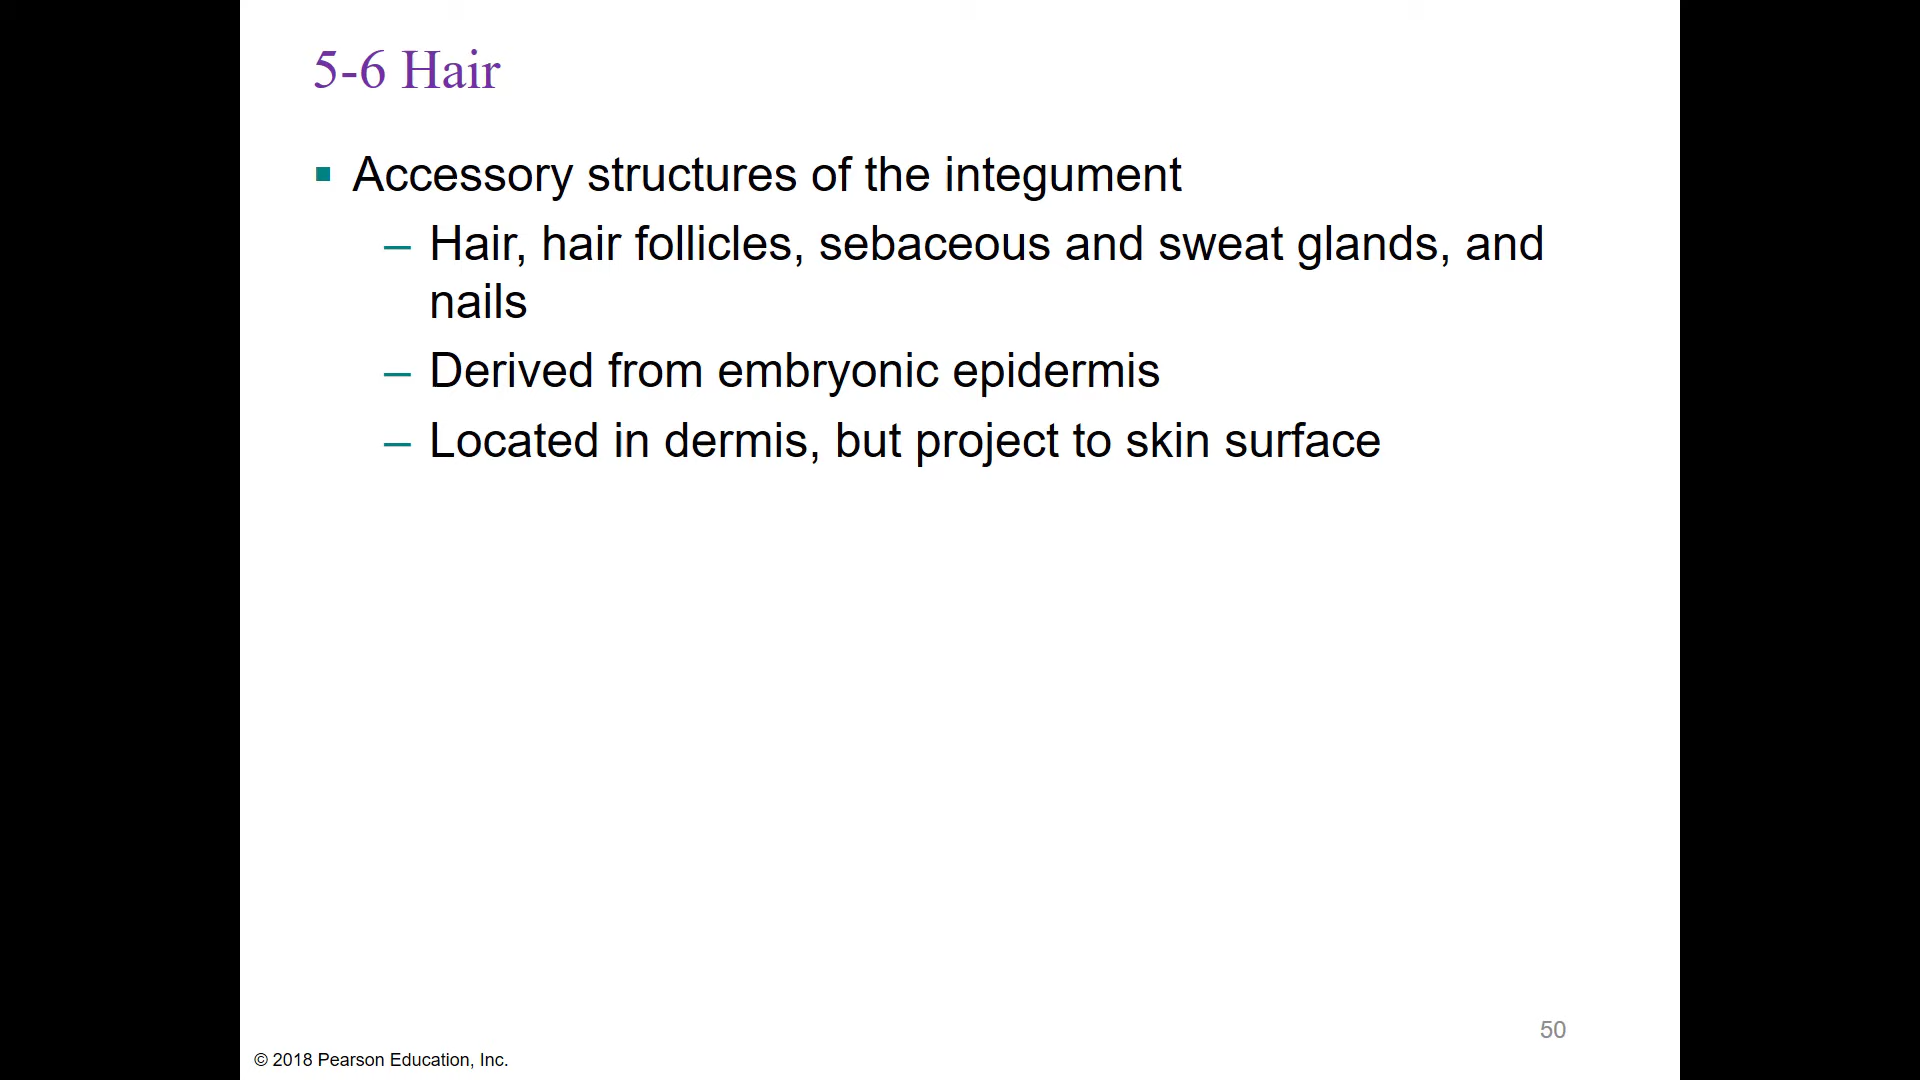 5-6 Hair
▪ Accessory structures of the integument
– Hair, hair follicles, sebaceous and sweat glands, and
nails
– Derived from embryonic epidermis
– Located in dermis, but project to skin surface
50
© 2018 Pearson Education, Inc.